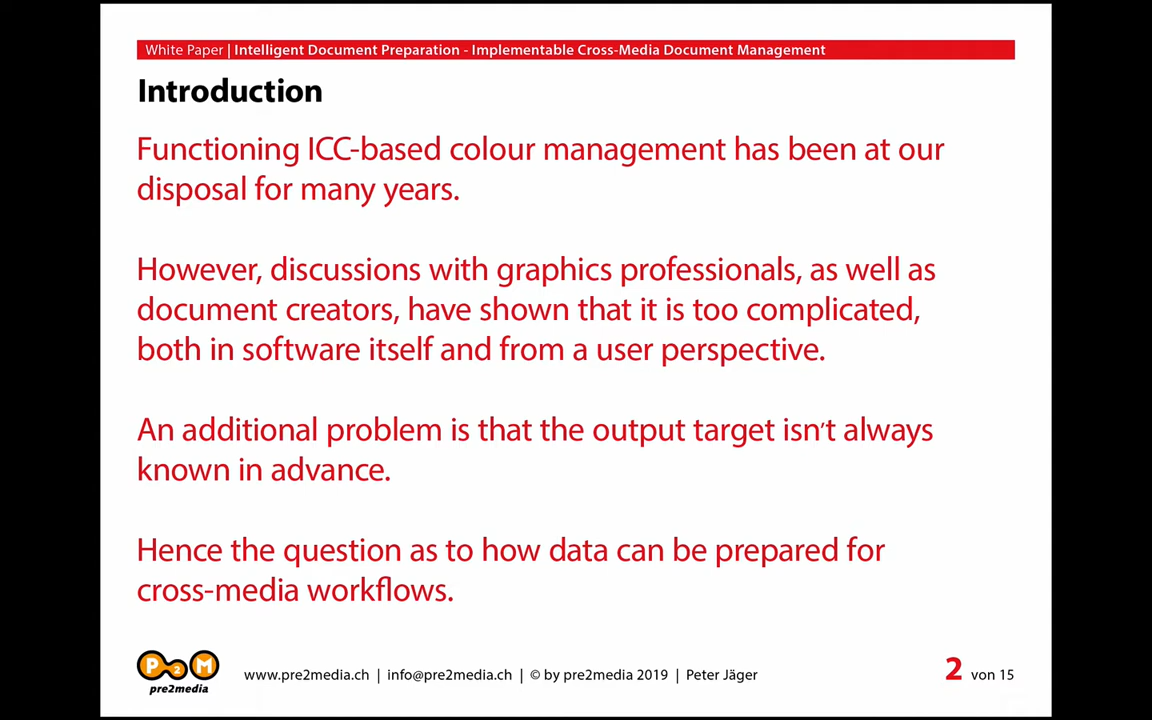 White Paper | Intelligent Document Preparation - Implementable Cross-Media Document Management
Introduction
Functioning ICC-based colour management has been at our
disposal for many years.
However, discussions with graphics professionals, as well as
document creators, have shown that it is too complicated,
both in software itself and from a user perspective.
An additional problem is that the output target isn't always
known in advance.
Hence the question as to how data can be prepared for
cross-media workflows.
P 2 M
pre2media
www.pre2media.ch | info@pre2media.ch | © by pre2media 2019 | Peter Jäger
2 von 15